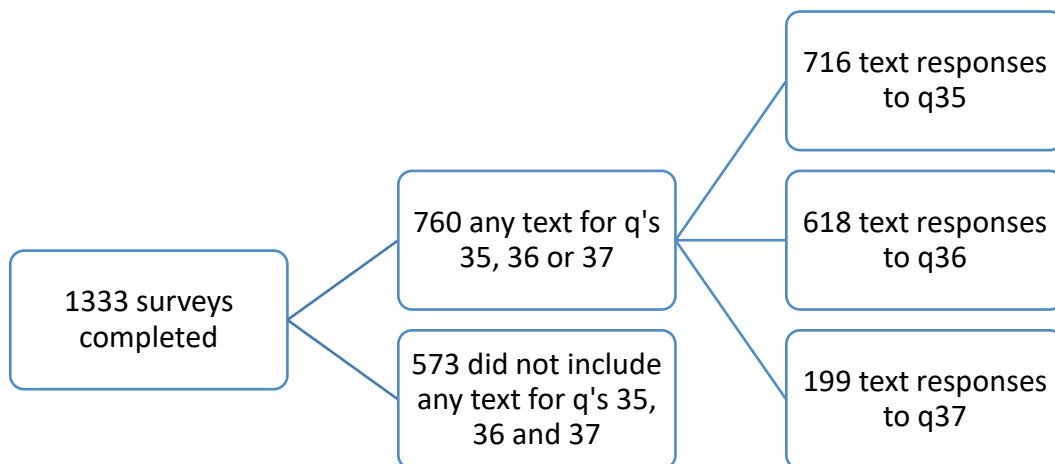 1333 surveys
completed
760 any text for q's
35, 36 or 37
573 did not include
any text for q's 35,
36 and 37
716 text responses
to q35
618 text responses
to q36
199 text responses
to q37